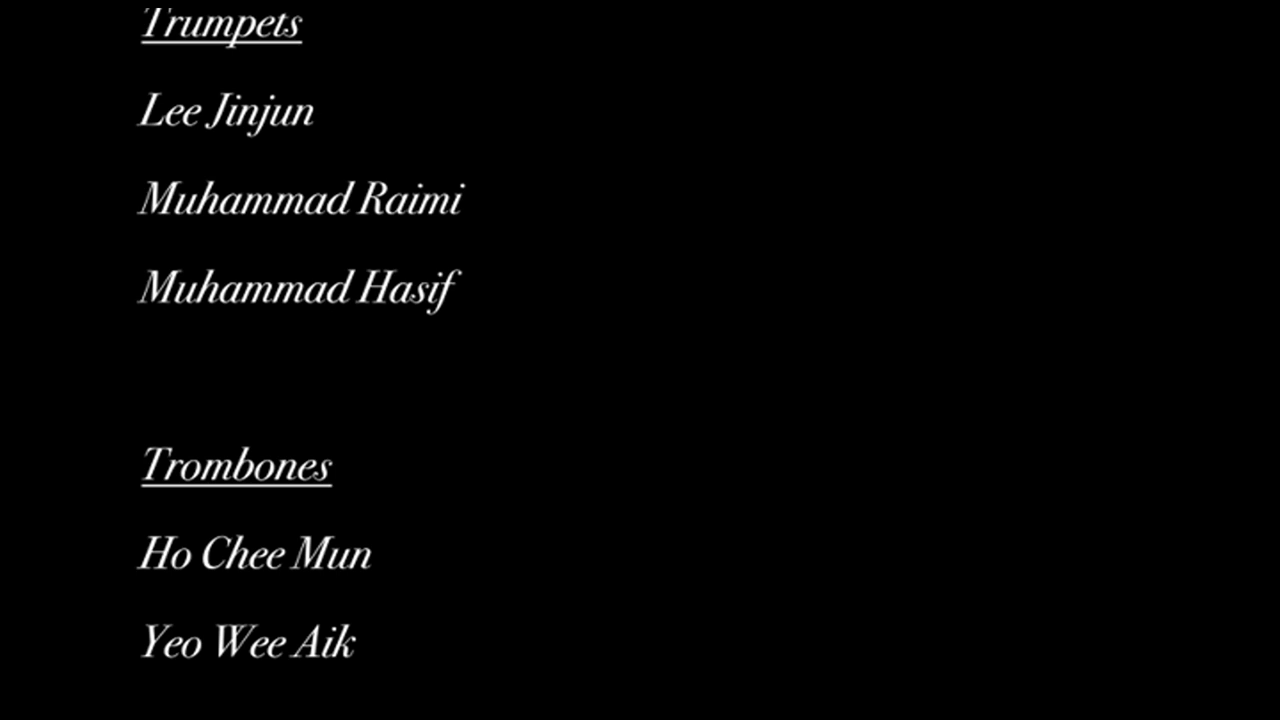 Trumpets
Lee Jinjun
Muhammad Raimi
Muhammad Hasif
Trombones
Ho Chee Mun
Yeo Wee Aik